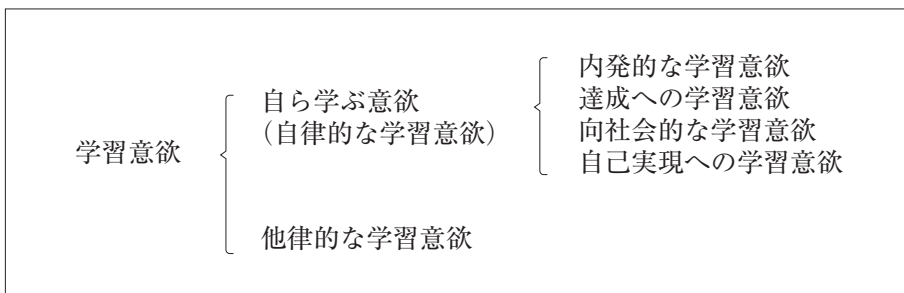 内発的な学習意欲
自ら学ぶ意欲
達成への学習意欲
(自律的な学習意欲)
向社会的な学習意欲
学習意欲
自己実現への学習意欲
他律的な学習意欲